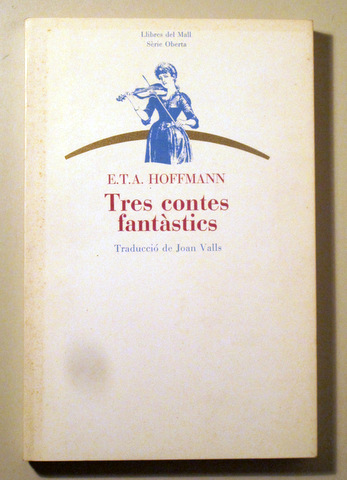 Llibres del Mall
Sèrie Oberta
E.T.A. HOFFMANN
Tres contes
fantàstics
Traducció de Joan Valls